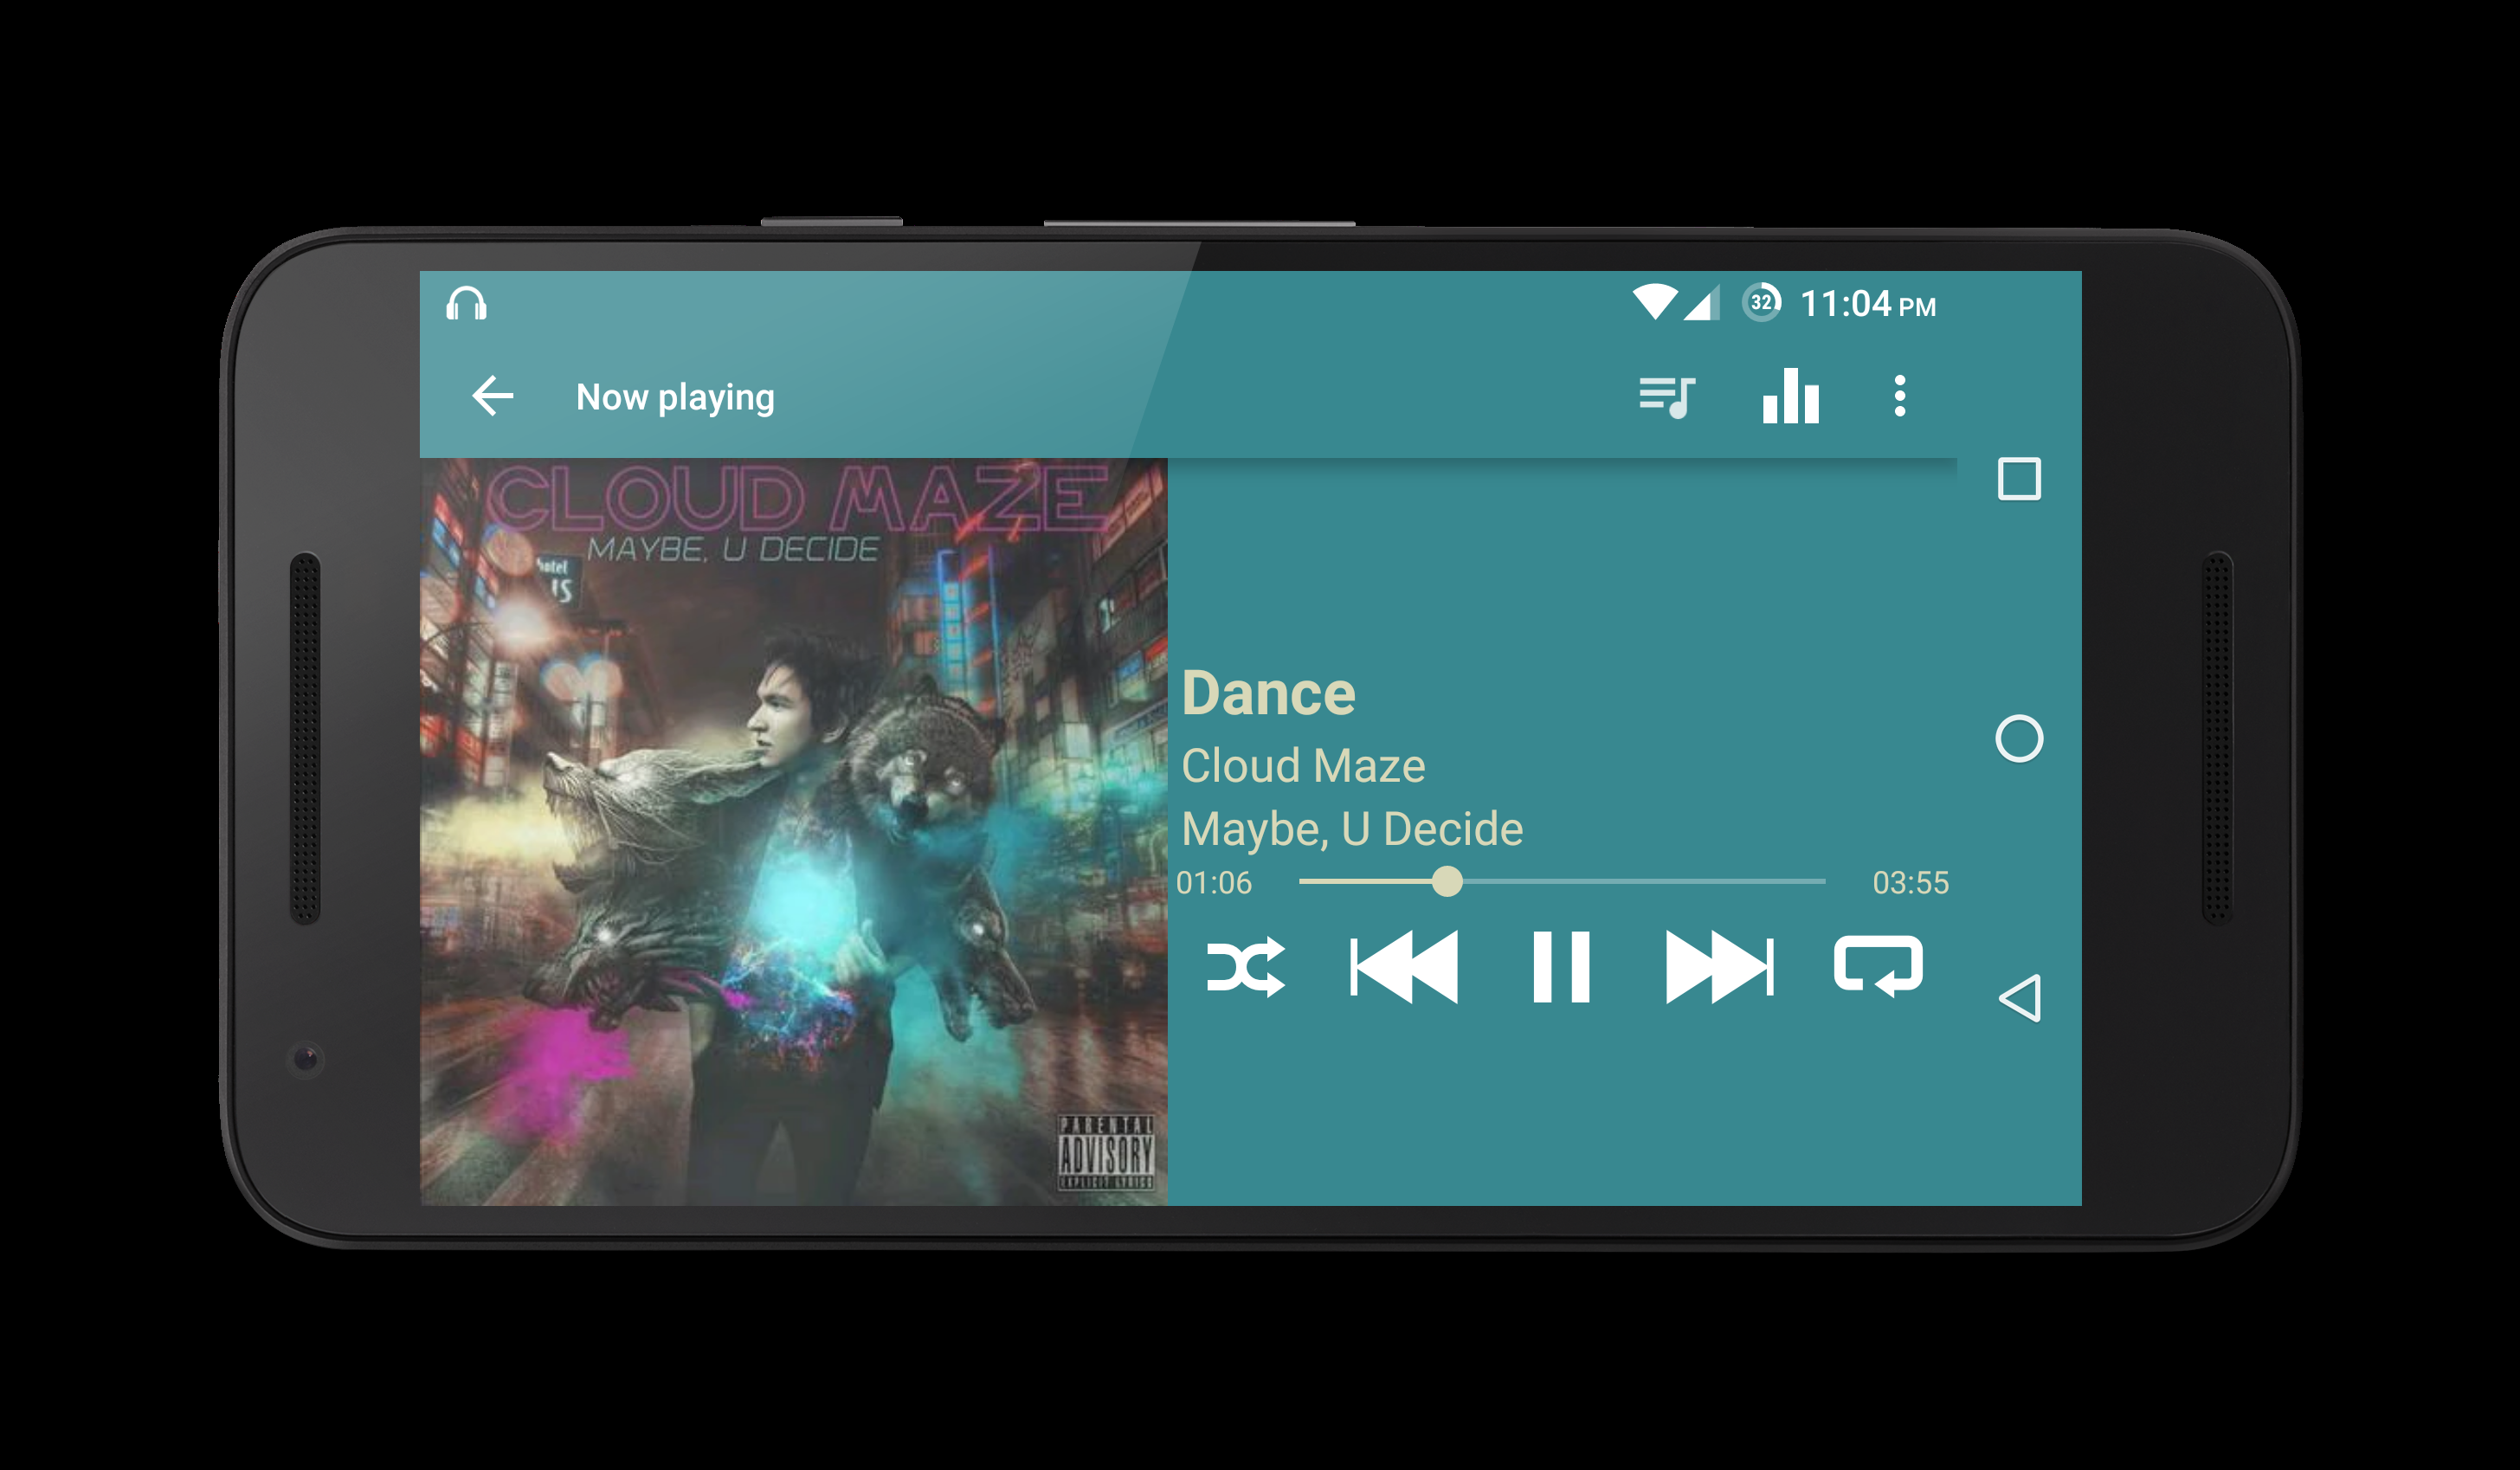 32 11:04 PM
Now playing
CLOUD MAZE
MAYBE, U DECIDE
hotel
IS
Dance
Cloud Maze
Maybe, U Decide
01:06 03:55
PARENTAL
ADVISORY
EXPLICIT LYRICS